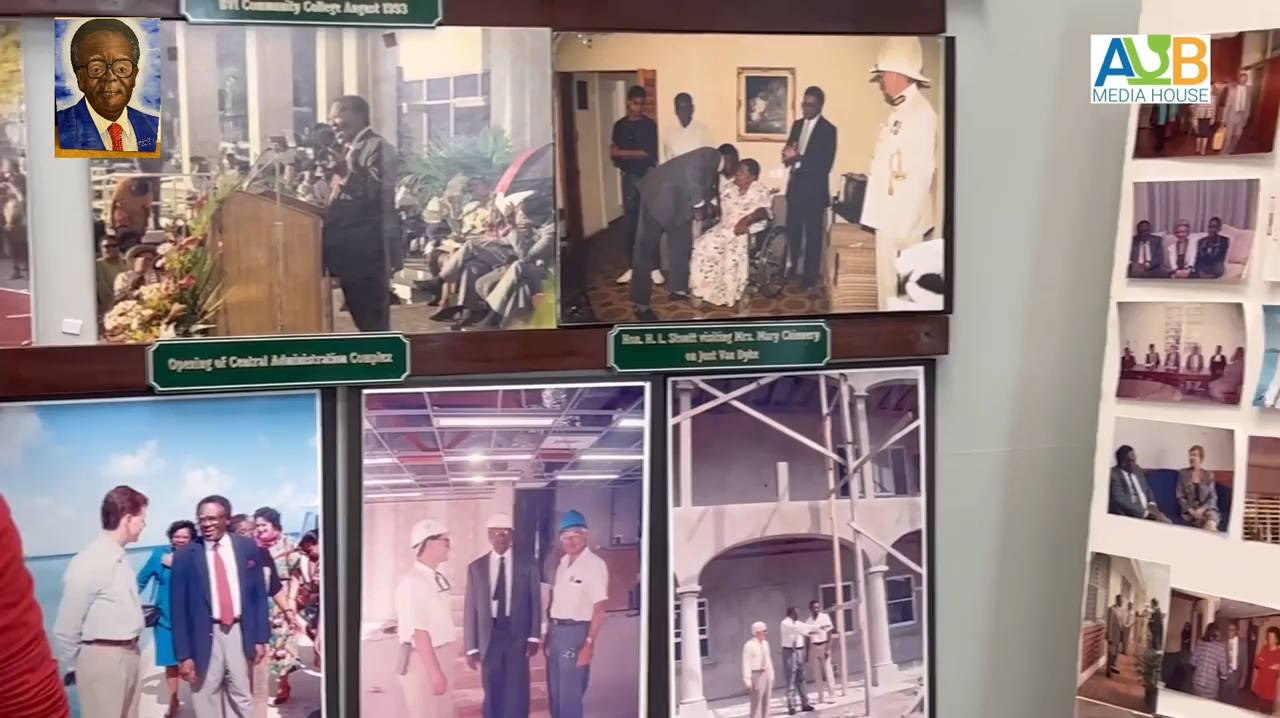 BVI Community College August 1993
AUB
MEDIA HOUSE
Opening of Central Administration Complex
Hon. H. L. Stoutt visiting Mrs. Mary Chinnery
on Jost Van Dyke